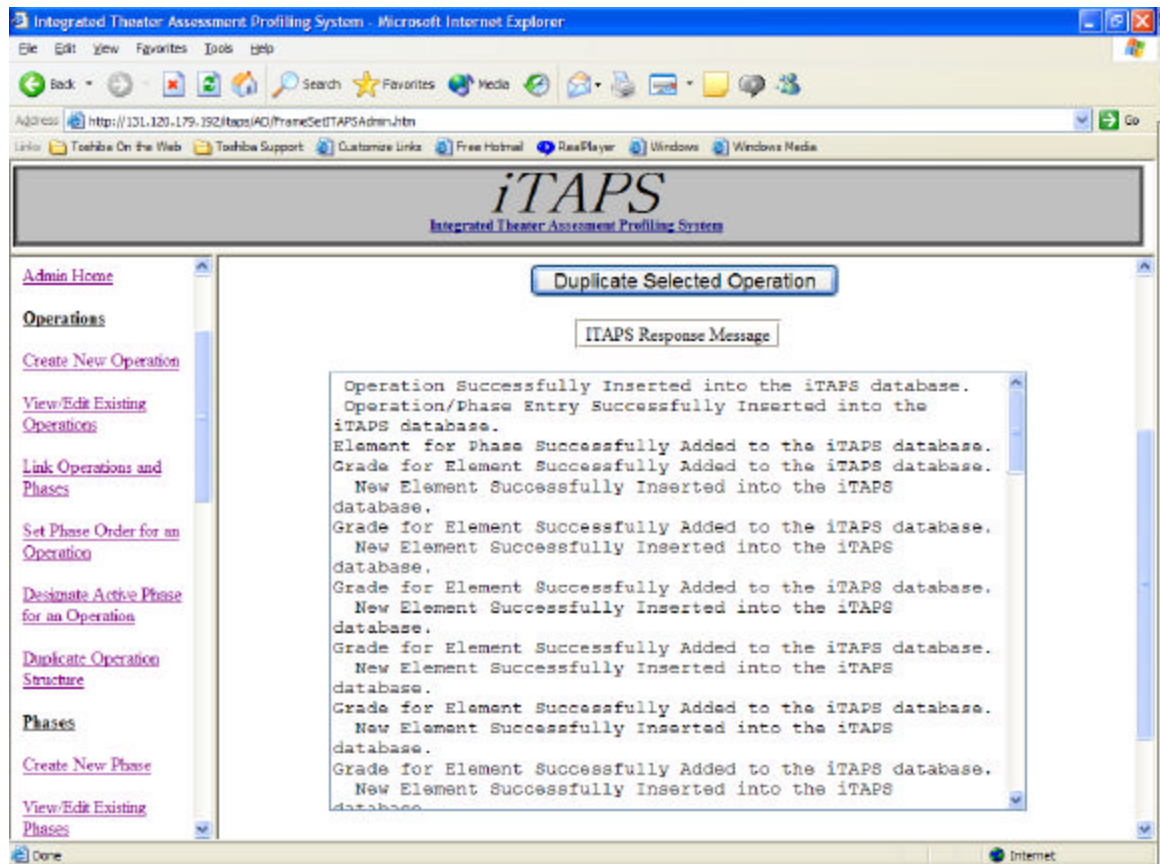 Integrated Theater Assessment Profiling System - Microsoft Internet Explorer
File Edit View Favorites Tools Help
Back Search Favorites Media
Address http://131.120.179.192/itaps/AO/FrameSetITAPSAdmin.htm Go
Links Toshiba On the Web Toshiba Support Customize Links Free Hotmail RealPlayer Windows Windows Media
iTAPS
Integrated Theater Assessment Profiling System
Admin Home
Operations
Create New Operation
View/Edit Existing
Operations
Link Operations and
Phases
Set Phase Order for an
Operation
Designate Active Phase
for an Operation
Duplicate Operation
Structure
Phases
Create New Phase
View/Edit Existing
Phases
Duplicate Selected Operation
ITAPS Response Message
Operation Successfully Inserted into the iTAPS database.
Operation/Phase Entry Successfully Inserted into the
iTAPS database.
Element for Phase Successfully Added to the iTAPS database.
Grade for Element Successfully Added to the iTAPS database.
New Element Successfully Inserted into the iTAPS
database.
Grade for Element Successfully Added to the iTAPS database.
New Element Successfully Inserted into the iTAPS
database.
Grade for Element Successfully Added to the iTAPS database.
New Element Successfully Inserted into the iTAPS
database.
Grade for Element Successfully Added to the iTAPS database.
New Element Successfully Inserted into the iTAPS
database.
Grade for Element Successfully Added to the iTAPS database.
New Element Successfully Inserted into the iTAPS
database.
Grade for Element Successfully Added to the iTAPS database.
New Element Successfully Inserted into the iTAPS
database
Done Internet